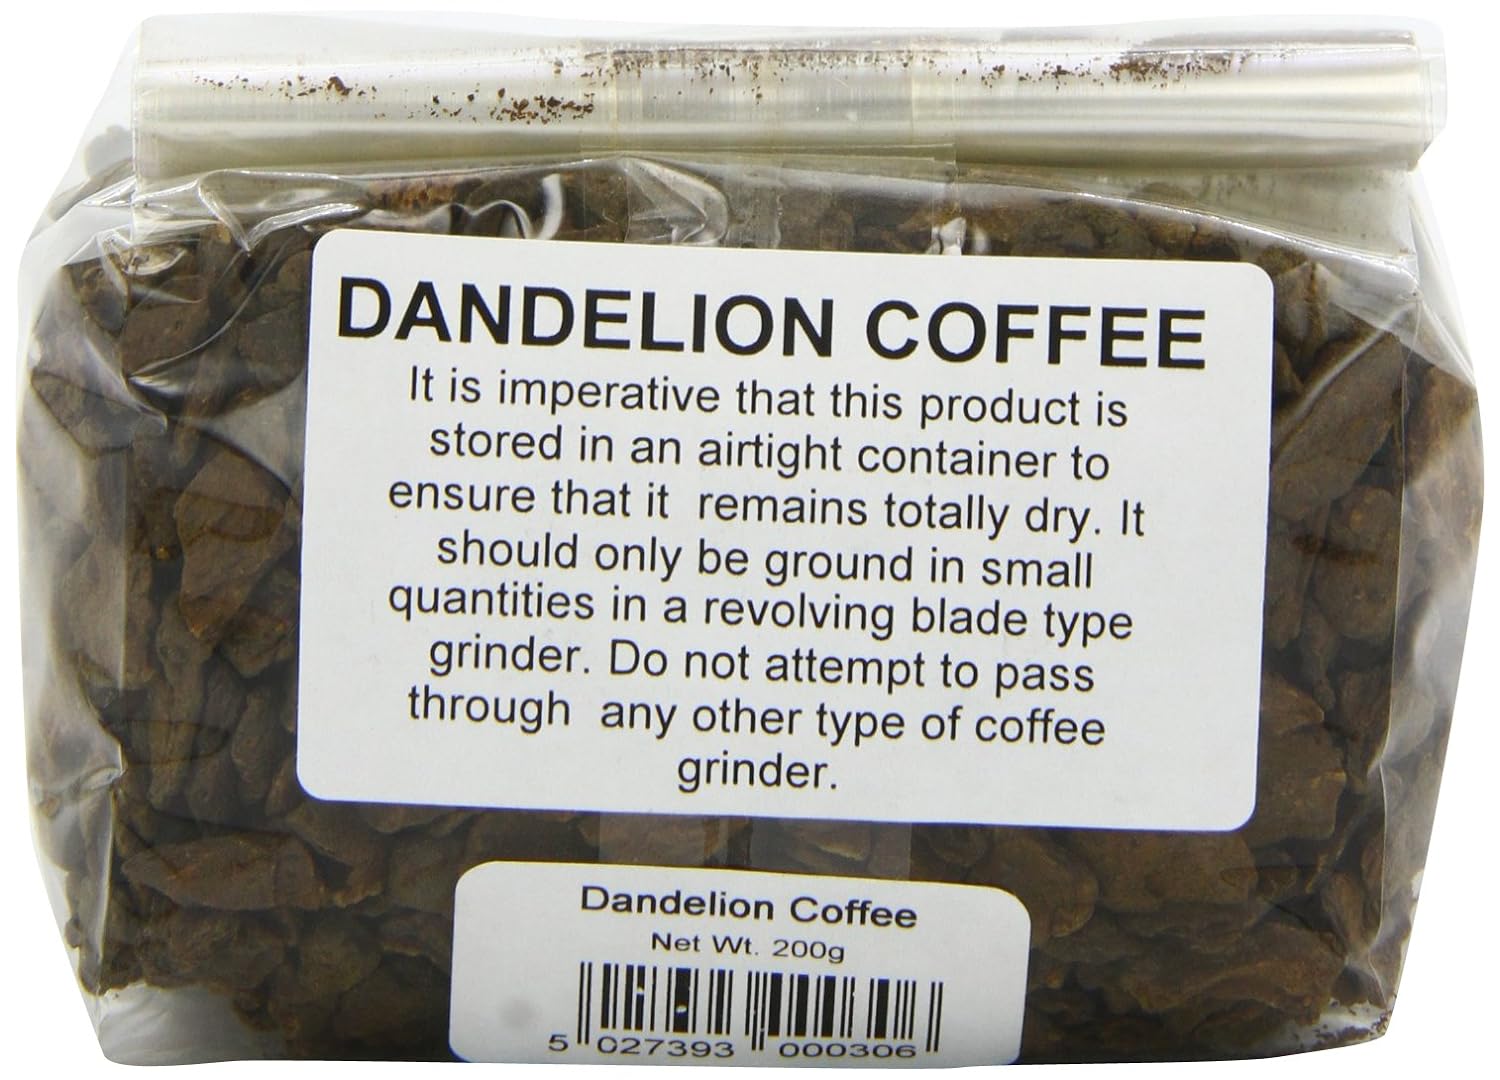 DANDELION COFFEE
It is imperative that this product is
stored in an airtight container to
ensure that it  remains totally dry. It
should only be ground in small
quantities in a revolving blade type
grinder. Do not attempt to pass
through  any other type of coffee
grinder.
Dandelion Coffee
Net Wt. 200g
5 027393 000306